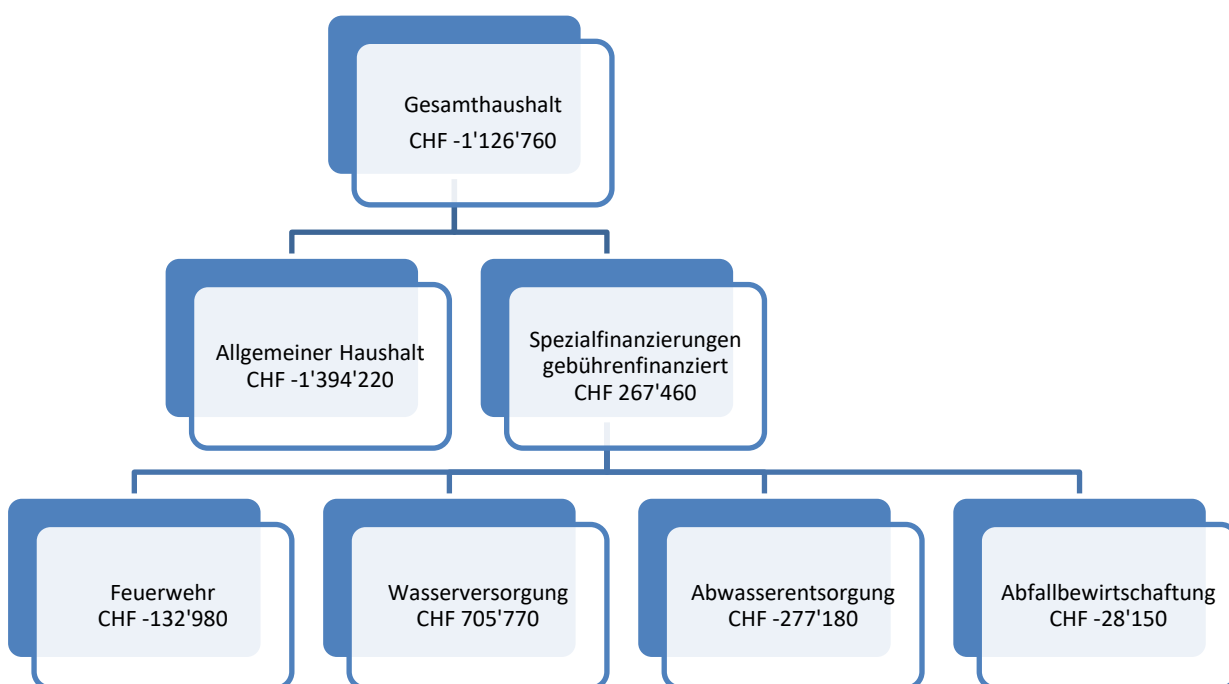 Gesamthaushalt
CHF -1'126'760
Allgemeiner Haushalt
CHF -1'394'220
Spezialfinanzierungen
gebührenfinanziert
CHF 267'460
Feuerwehr
CHF -132'980
Wasserversorgung
CHF 705'770
Abwasserentsorgung
CHF -277'180
Abfallbewirtschaftung
CHF -28'150